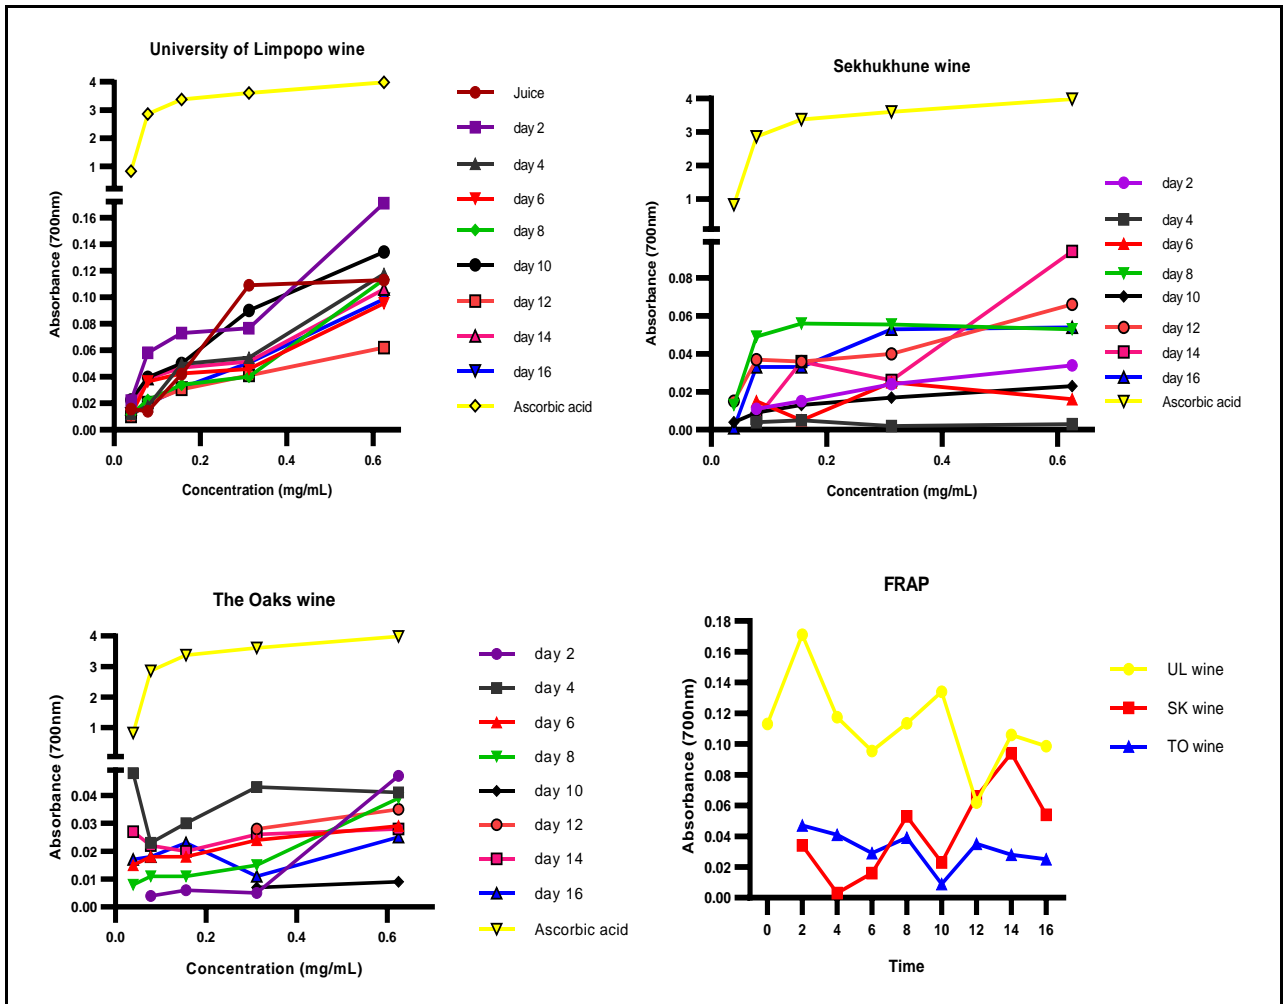 University of Limpopo wine
Absorbance (700nm)
4
3
2
1
0.16
0.14
0.12
0.10
0.08
0.06
0.04
0.02
0.00
0.0 0.2 0.4 0.6
Concentration (mg/mL)
Juice
day 2
day 4
day 6
day 8
day 10
day 12
day 14
day 16
Ascorbic acid
Sekhukhune wine
Absorbance (700nm)
4
3
2
1
0.08
0.06
0.04
0.02
0.00
0.0 0.2 0.4 0.6
Concentration (mg/mL)
day 2
day 4
day 6
day 8
day 10
day 12
day 14
day 16
Ascorbic acid
The Oaks wine
Absorbance (700nm)
4
3
2
1
0.04
0.03
0.02
0.01
0.00
0.0 0.2 0.4 0.6
Concentration (mg/mL)
day 2
day 4
day 6
day 8
day 10
day 12
day 14
day 16
Ascorbic acid
FRAP
Absorbance (700nm)
0.18
0.16
0.14
0.12
0.10
0.08
0.06
0.04
0.02
0.00
0 2 4 6 8 10 12 14 16
Time
UL wine
SK wine
TO wine